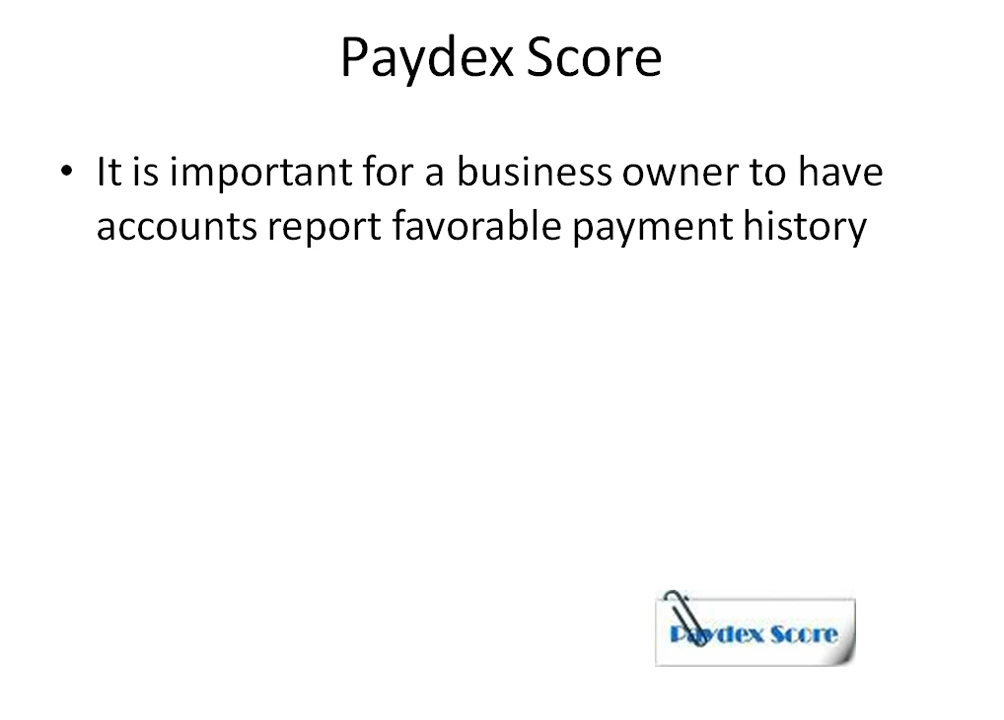 Paydex Score
• It is important for a business owner to have
accounts report favorable payment history
Paydex Score